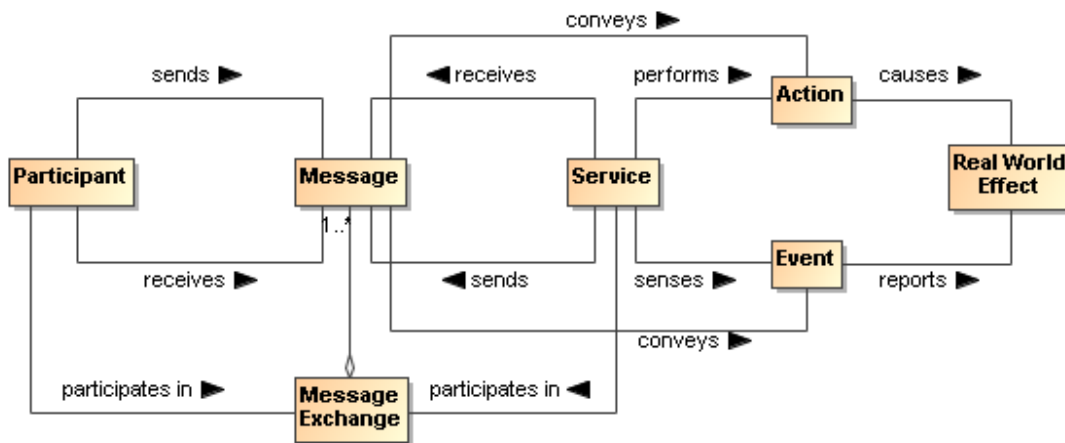 conveys
sends
receives
performs
Action
causes
Participant
Message
Service
Real World
Effect
1..*
receives
sends
senses
Event
reports
conveys
participates in
Message
Exchange
participates in